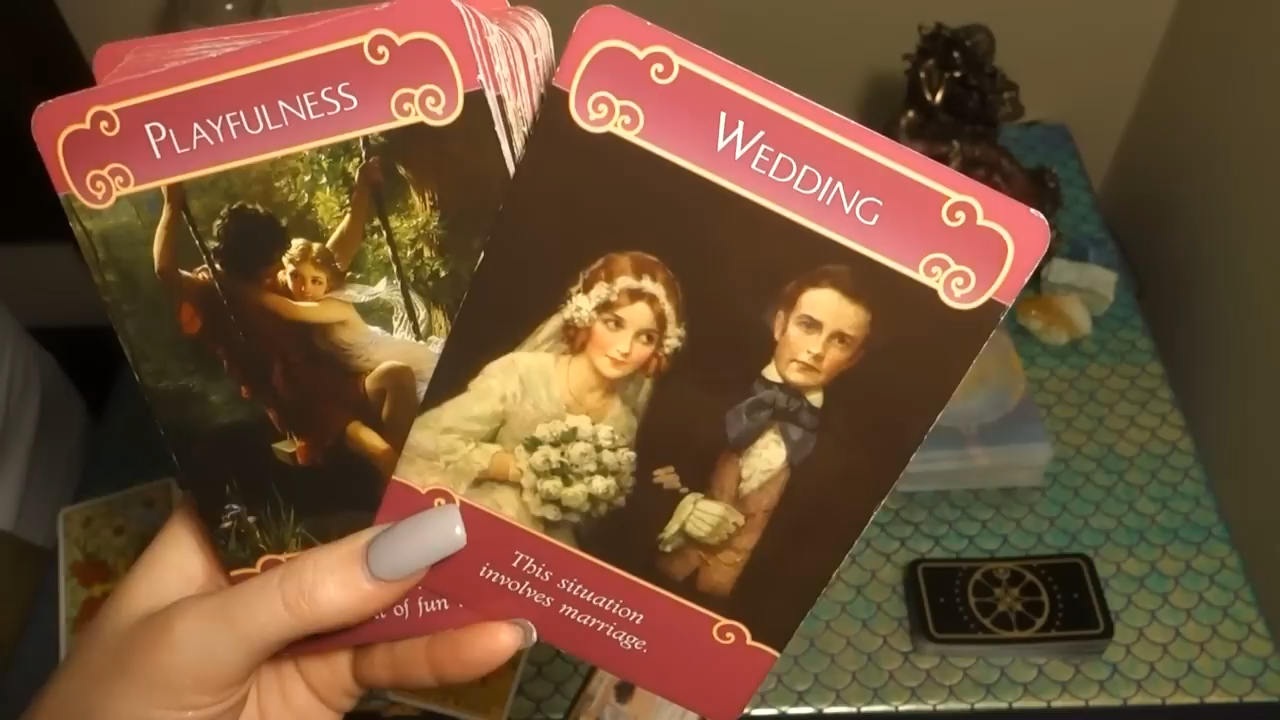 PLAYFULNESS
of fun
WEDDING
This situation
involves marriage.